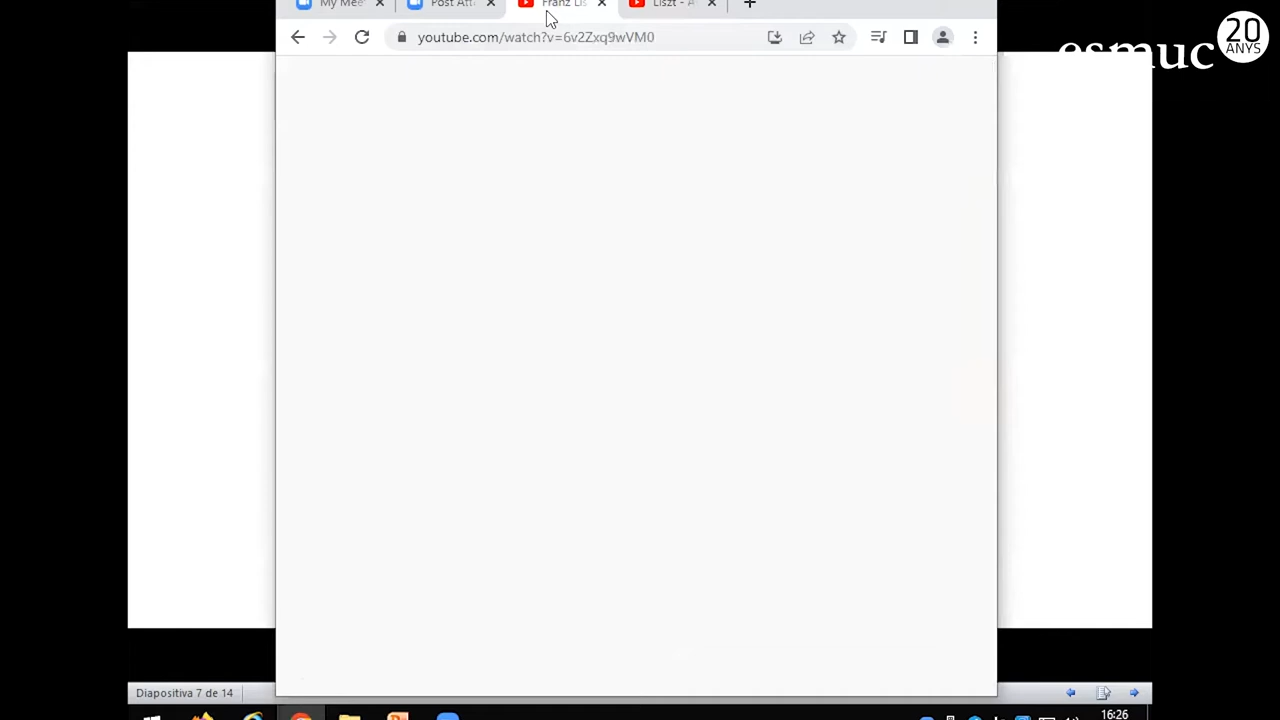 My Mee
Post Att
Franz Lis
Liszt - A
youtube.com/watch?v=6v2Zxq9wVM0
esmuc
20
ANYS
Diapositiva 7 de 14
16:26